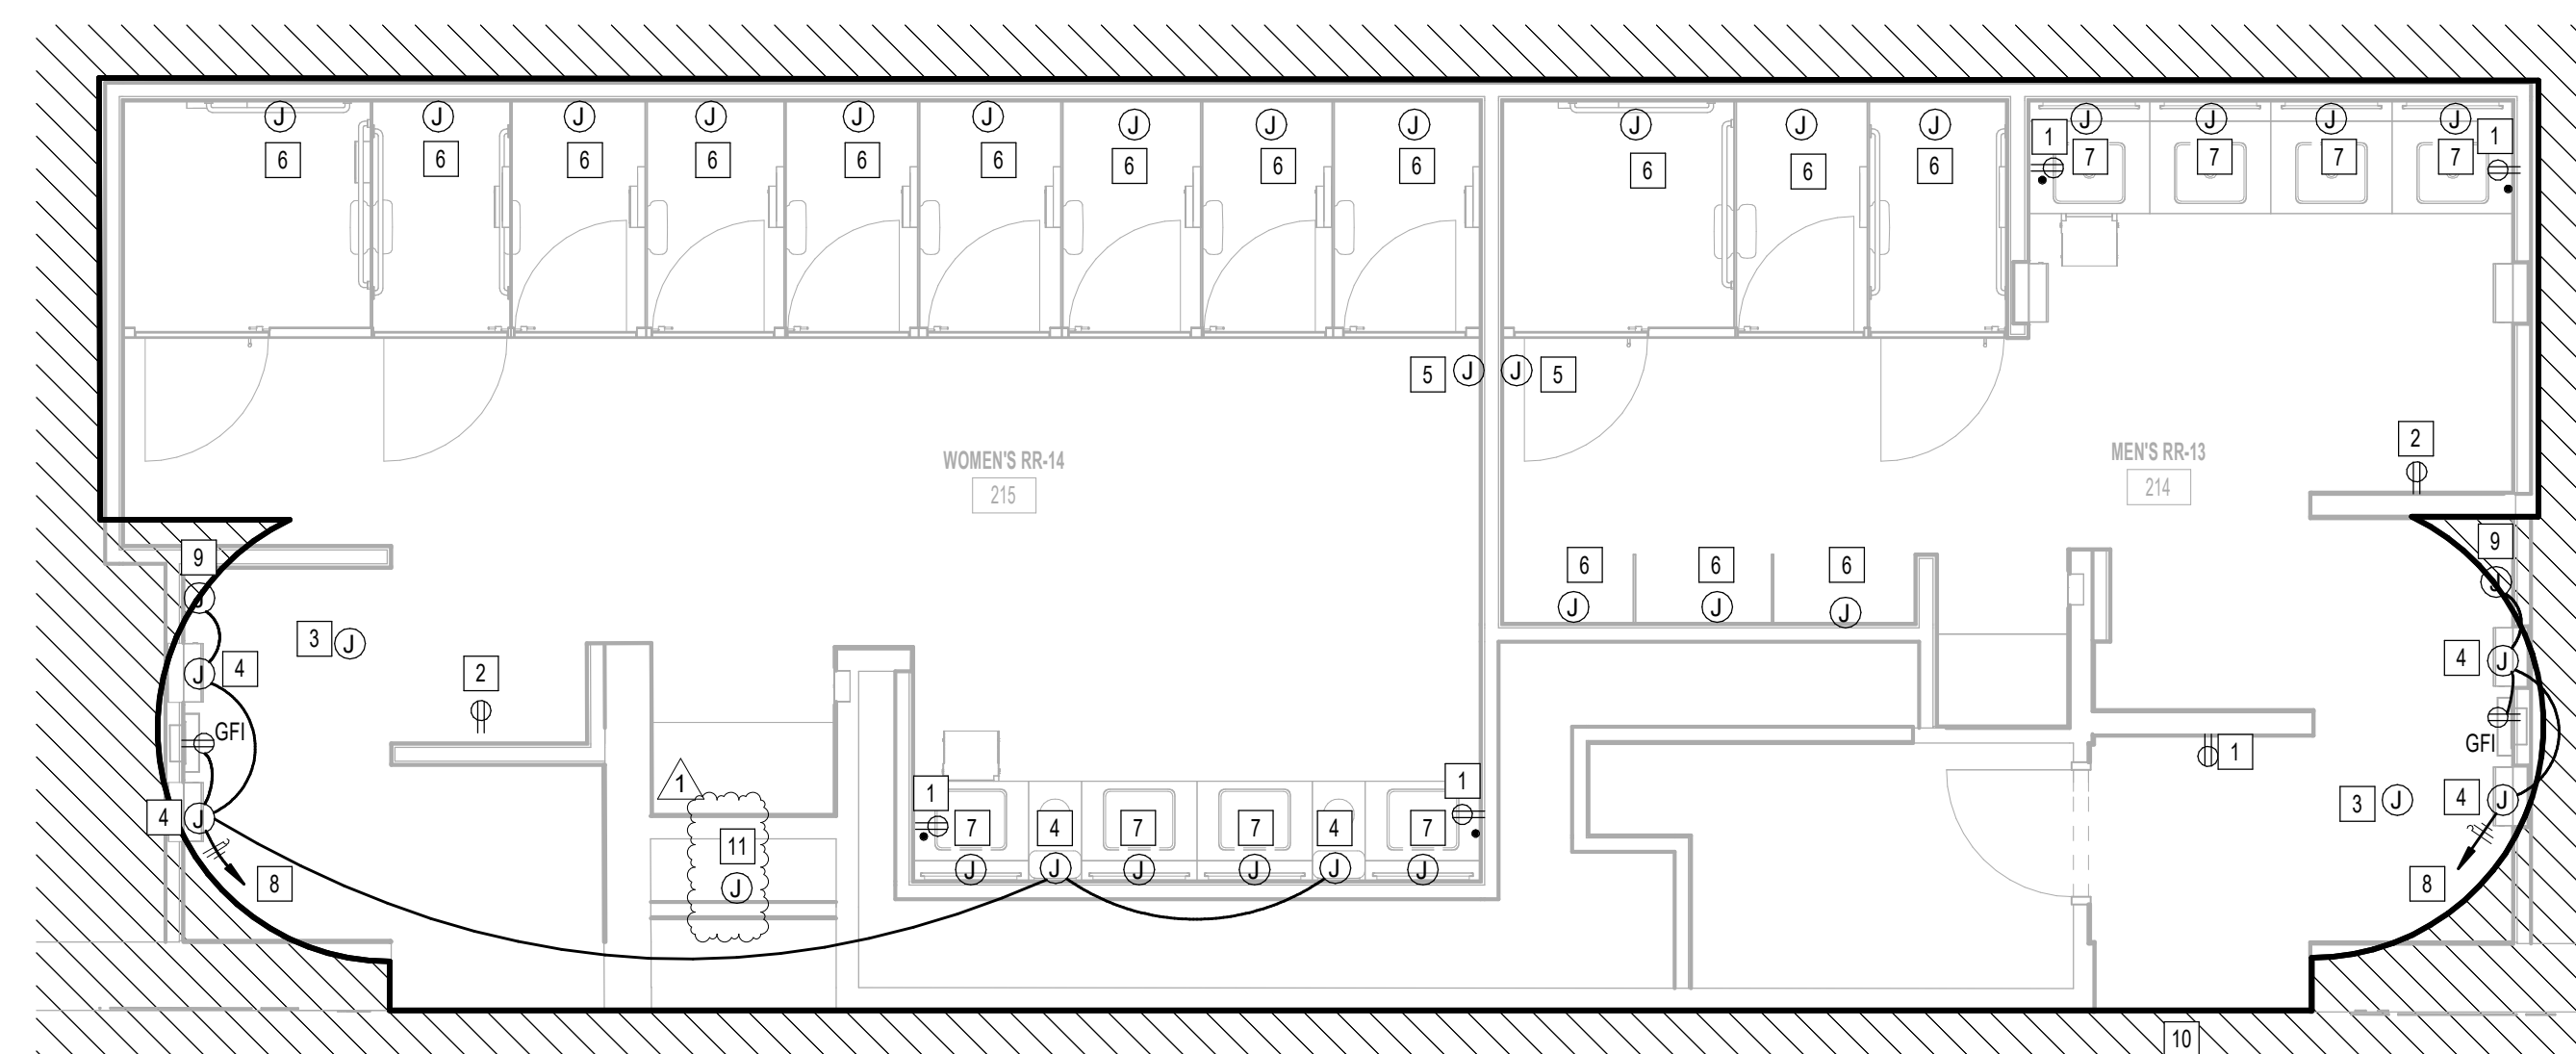 J J J J J J J J J J J J J J J J
6 6 6 6 6 6 6 6 6 6 6 6 1 7 7 7 7 1
5 J J 5
2
WOMEN'S RR-14
215
MEN'S RR-13
214
9 9
J J
6 6 6
J J J
3 J
4 J
J 4
2
GFI
GFI
1
1
1 1
3 J
4 J
4 J
7 4 7 7 4 7
11
J
J J J J J J
8 8
10